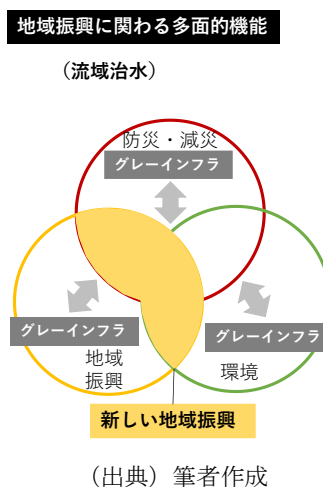 地域振興に関わる多面的機能
（流域治水）
防災・減災
グレーインフラ
グレーインフラ
地域
振興
グレーインフラ
環境
新しい地域振興
（出典）筆者作成